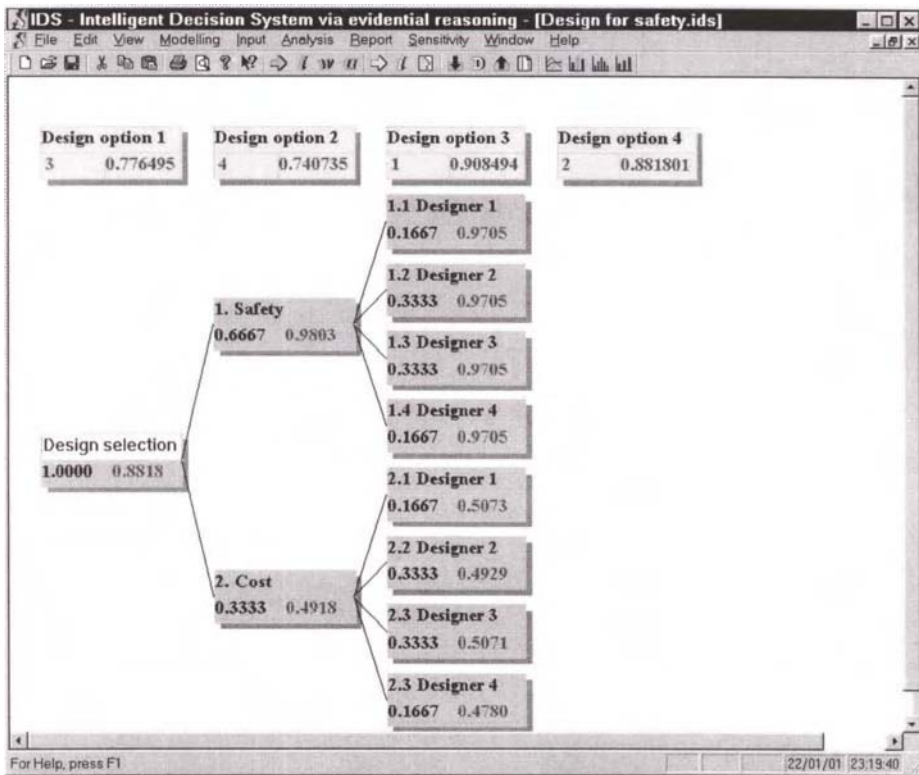 IDS - Intelligent Decision System via evidential reasoning - [Design for safety.ids]
File Edit View Modelling Input Analysis Report Sensitivity Window Help
Design option 1
3 0.776495
Design option 2
4 0.740735
Design option 3
1 0.908494
Design option 4
2 0.881801
1.1 Designer 1
0.1667 0.9705
1.2 Designer 2
0.3333 0.9705
1. Safety
0.6667 0.9803
1.3 Designer 3
0.3333 0.9705
1.4 Designer 4
0.1667 0.9705
Design selection
1.0000 0.8818
2.1 Designer 1
0.1667 0.5073
2.2 Designer 2
0.3333 0.4929
2. Cost
0.3333 0.4918
2.3 Designer 3
0.3333 0.5071
2.3 Designer 4
0.1667 0.4780
For Help, press F1
22/01/01 23:19:40